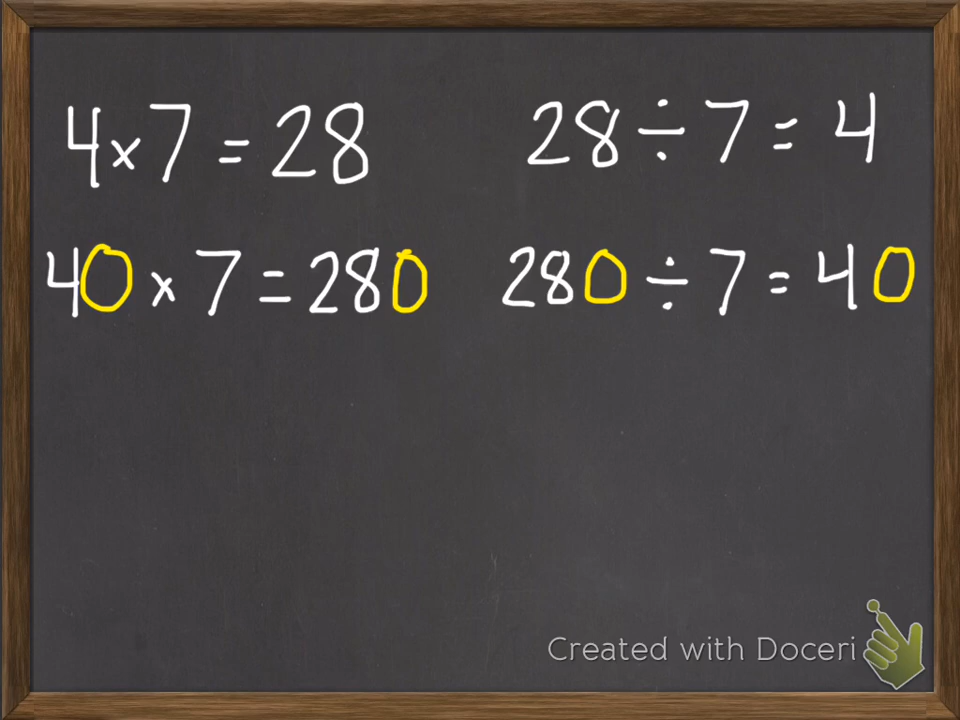 4 × 7 = 28
28 ÷ 7 = 4
40 × 7 = 280
280 ÷ 7 = 40
Created with Doceri